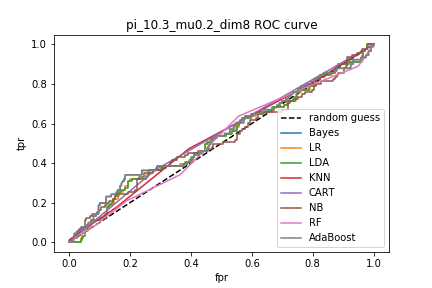 pi_10.3_mu0.2_dim8 ROC curve
1.0
0.8
0.6
0.4
0.2
0.0
tpr
random guess
Bayes
LR
LDA
KNN
CART
NB
RF
AdaBoost
0.0 0.2 0.4 0.6 0.8 1.0
fpr